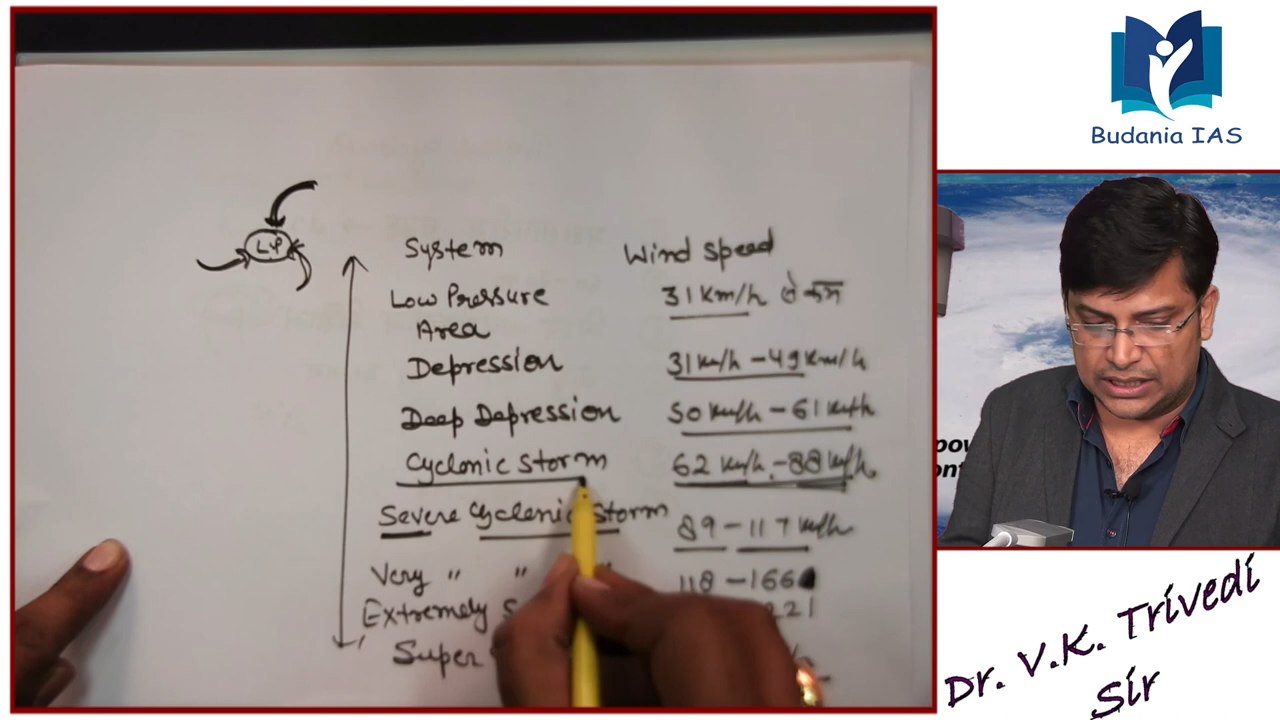 Budania IAS
LP
System Wind Speed
Low Pressure 31 Km/h से कम
Area
Depression 31 Km/h - 49 Km/h
Deep Depression 50 Km/h - 61 Km/h
Cyclonic Storm 62 Km/h - 88 Km/h
Severe Cyclonic Storm 89 - 117 Km/h
Very " " " 118 - 166
Extremely S 221
Super
Dr. V.K. Trivedi
Sir